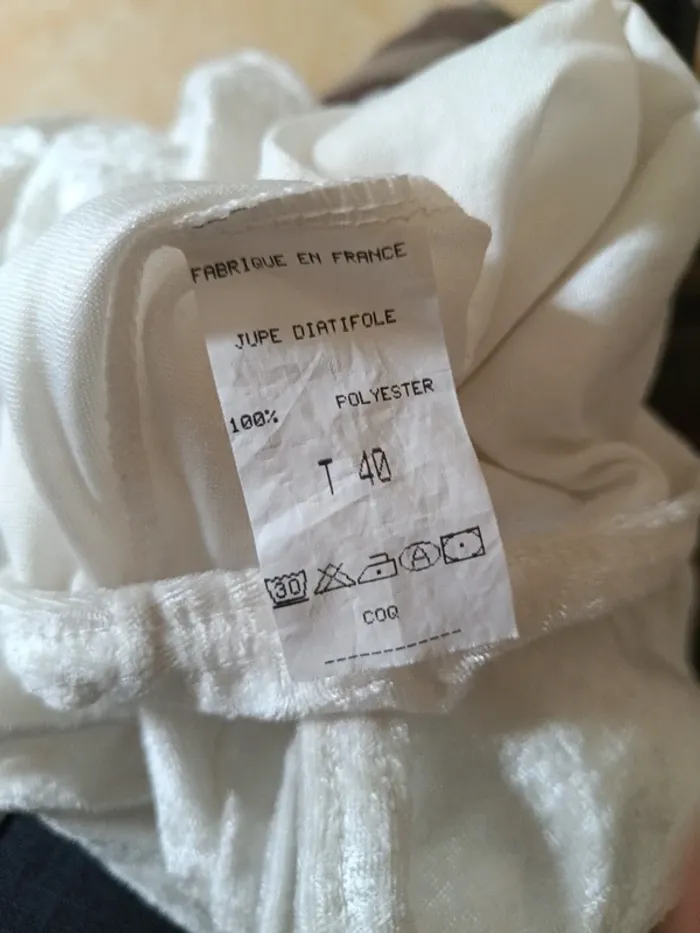 FABRIQUE EN FRANCE
JUPE DIATIFOLE
100% POLYESTER
T 40
30 A
COQ